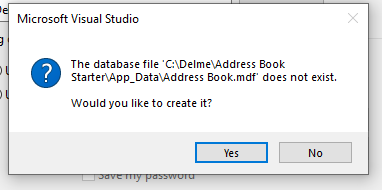 Microsoft Visual Studio
The database file 'C:\Delme\Address Book
Starter\App_Data\Address Book.mdf' does not exist.
Would you like to create it?
Yes
No
Save my password